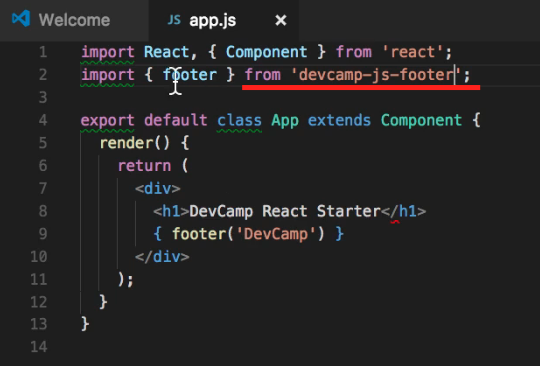 Welcome JS app.js ×
1 import React, { Component } from 'react';
2 import { footer } from 'devcamp-js-footer';
3
4 export default class App extends Component {
5 render() {
6 return (
7 <div>
8 <h1>DevCamp React Starter</h1>
9 { footer('DevCamp') }
10 </div>
11 );
12 }
13 }
14